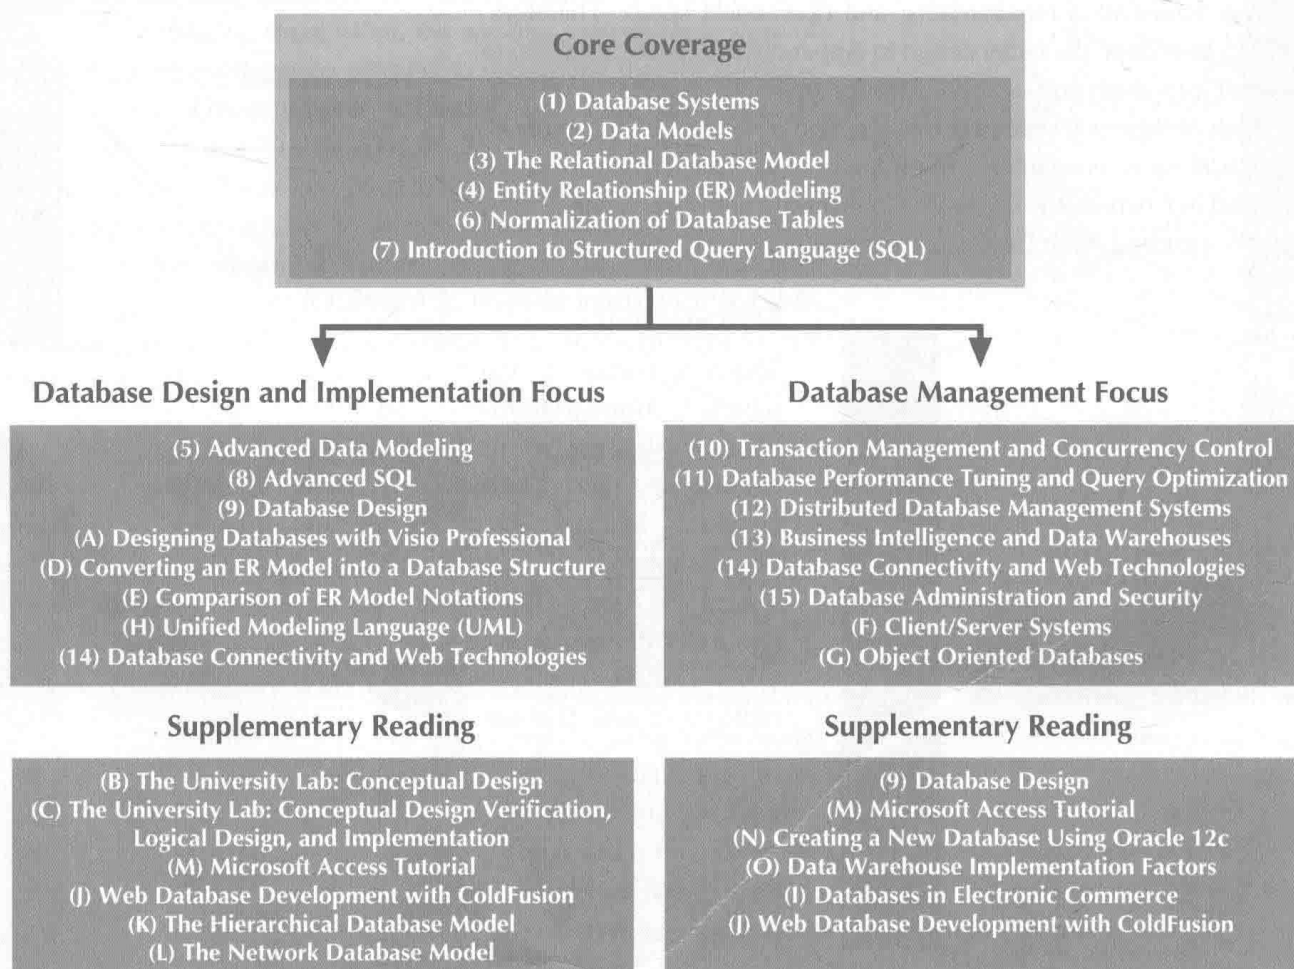 Core Coverage
(1) Database Systems
(2) Data Models
(3) The Relational Database Model
(4) Entity Relationship (ER) Modeling
(6) Normalization of Database Tables
(7) Introduction to Structured Query Language (SQL)
Database Design and Implementation Focus
(5) Advanced Data Modeling
(8) Advanced SQL
(9) Database Design
(A) Designing Databases with Visio Professional
(D) Converting an ER Model into a Database Structure
(E) Comparison of ER Model Notations
(H) Unified Modeling Language (UML)
(14) Database Connectivity and Web Technologies
Supplementary Reading
(B) The University Lab: Conceptual Design
(C) The University Lab: Conceptual Design Verification,
Logical Design, and Implementation
(M) Microsoft Access Tutorial
(J) Web Database Development with ColdFusion
(K) The Hierarchical Database Model
(L) The Network Database Model
Database Management Focus
(10) Transaction Management and Concurrency Control
(11) Database Performance Tuning and Query Optimization
(12) Distributed Database Management Systems
(13) Business Intelligence and Data Warehouses
(14) Database Connectivity and Web Technologies
(15) Database Administration and Security
(F) Client/Server Systems
(G) Object Oriented Databases
Supplementary Reading
(9) Database Design
(M) Microsoft Access Tutorial
(N) Creating a New Database Using Oracle 12c
(O) Data Warehouse Implementation Factors
(I) Databases in Electronic Commerce
(J) Web Database Development with ColdFusion